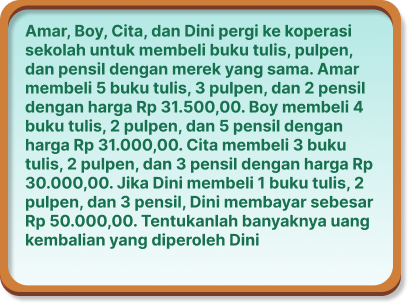 Amar, Boy, Cita, dan Dini pergi ke koperasi
sekolah untuk membeli buku tulis, pulpen,
dan pensil dengan merek yang sama. Amar
membeli 5 buku tulis, 3 pulpen, dan 2 pensil
dengan harga Rp 31.500,00. Boy membeli 4
buku tulis, 2 pulpen, dan 5 pensil dengan
harga Rp 31.000,00. Cita membeli 3 buku
tulis, 2 pulpen, dan 3 pensil dengan harga Rp
30.000,00. Jika Dini membeli 1 buku tulis, 2
pulpen, dan 3 pensil, Dini membayar sebesar
Rp 50.000,00. Tentukanlah banyaknya uang
kembalian yang diperoleh Dini